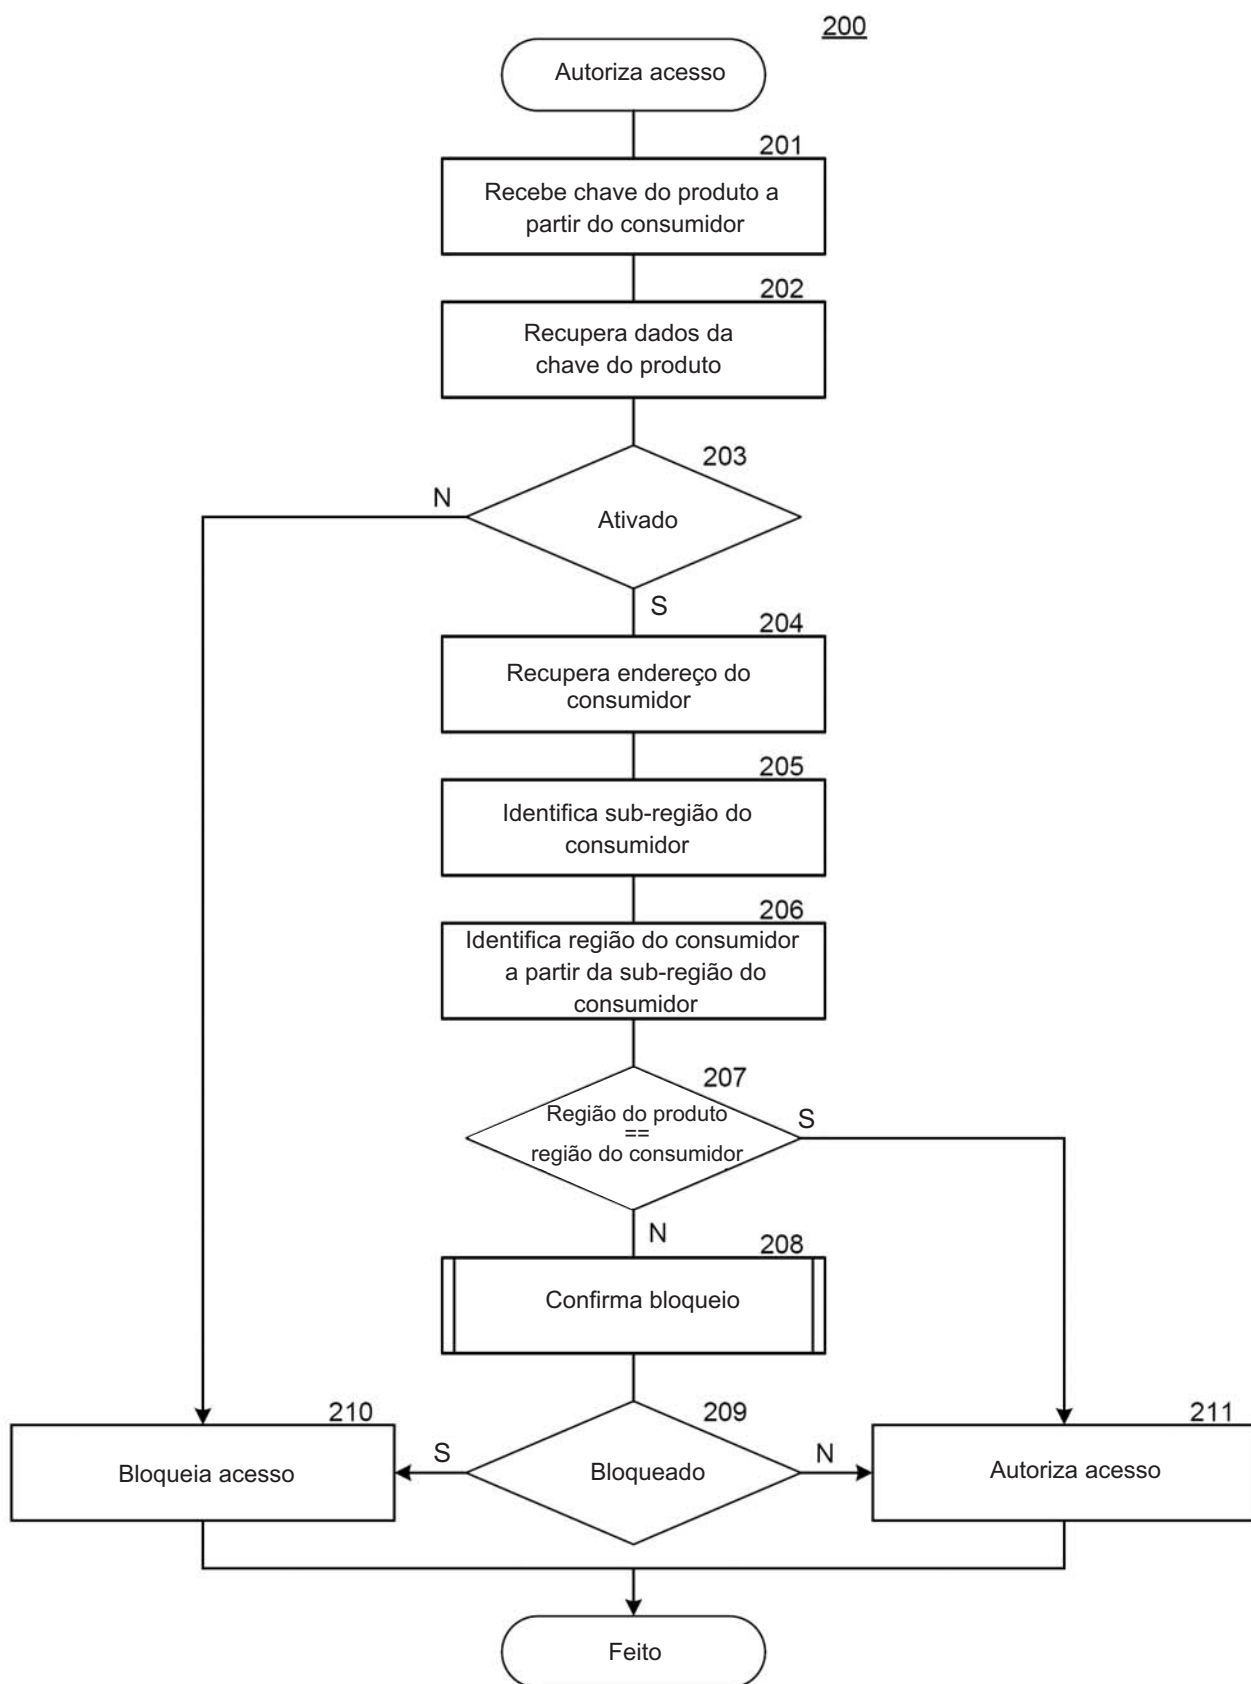 200
Autoriza acesso
201
Recebe chave do produto a
partir do consumidor
202
Recupera dados da
chave do produto
203
N
Ativado
S
204
Recupera endereço do
consumidor
205
Identifica sub-região do
consumidor
206
Identifica região do consumidor
a partir da sub-região do
consumidor
207
Região do produto
==
região do consumidor
S
N
208
Confirma bloqueio
210
Bloqueia acesso
S
209
Bloqueado
N
211
Autoriza acesso
Feito